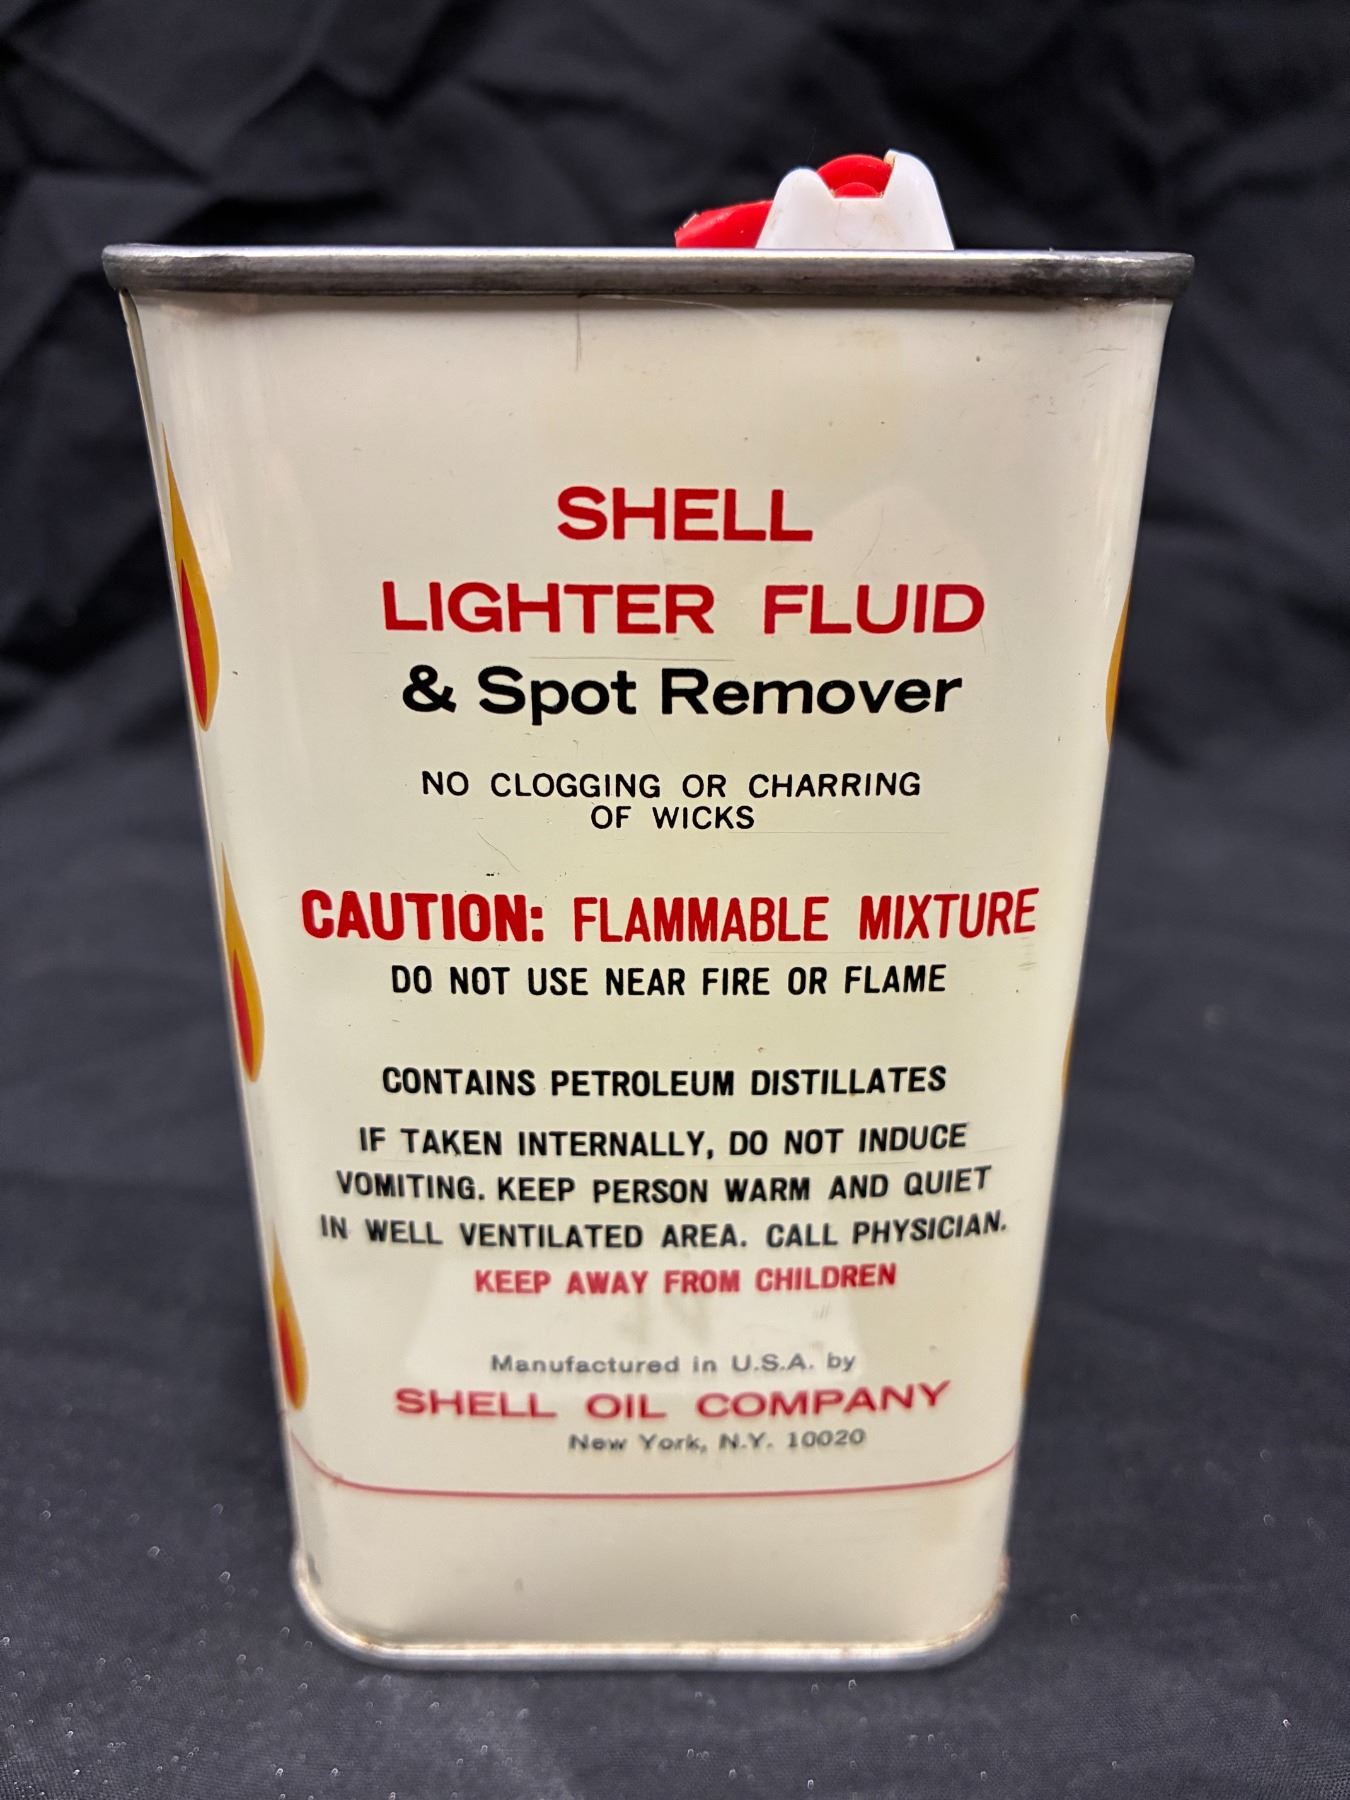 SHELL
LIGHTER FLUID
& Spot Remover
NO CLOGGING OR CHARRING
OF WICKS
CAUTION: FLAMMABLE MIXTURE
DO NOT USE NEAR FIRE OR FLAME
CONTAINS PETROLEUM DISTILLATES
IF TAKEN INTERNALLY, DO NOT INDUCE
VOMITING. KEEP PERSON WARM AND QUIET
IN WELL VENTILATED AREA. CALL PHYSICIAN.
KEEP AWAY FROM CHILDREN
Manufactured in U.S.A. by
SHELL OIL COMPANY
New York, N.Y. 10020